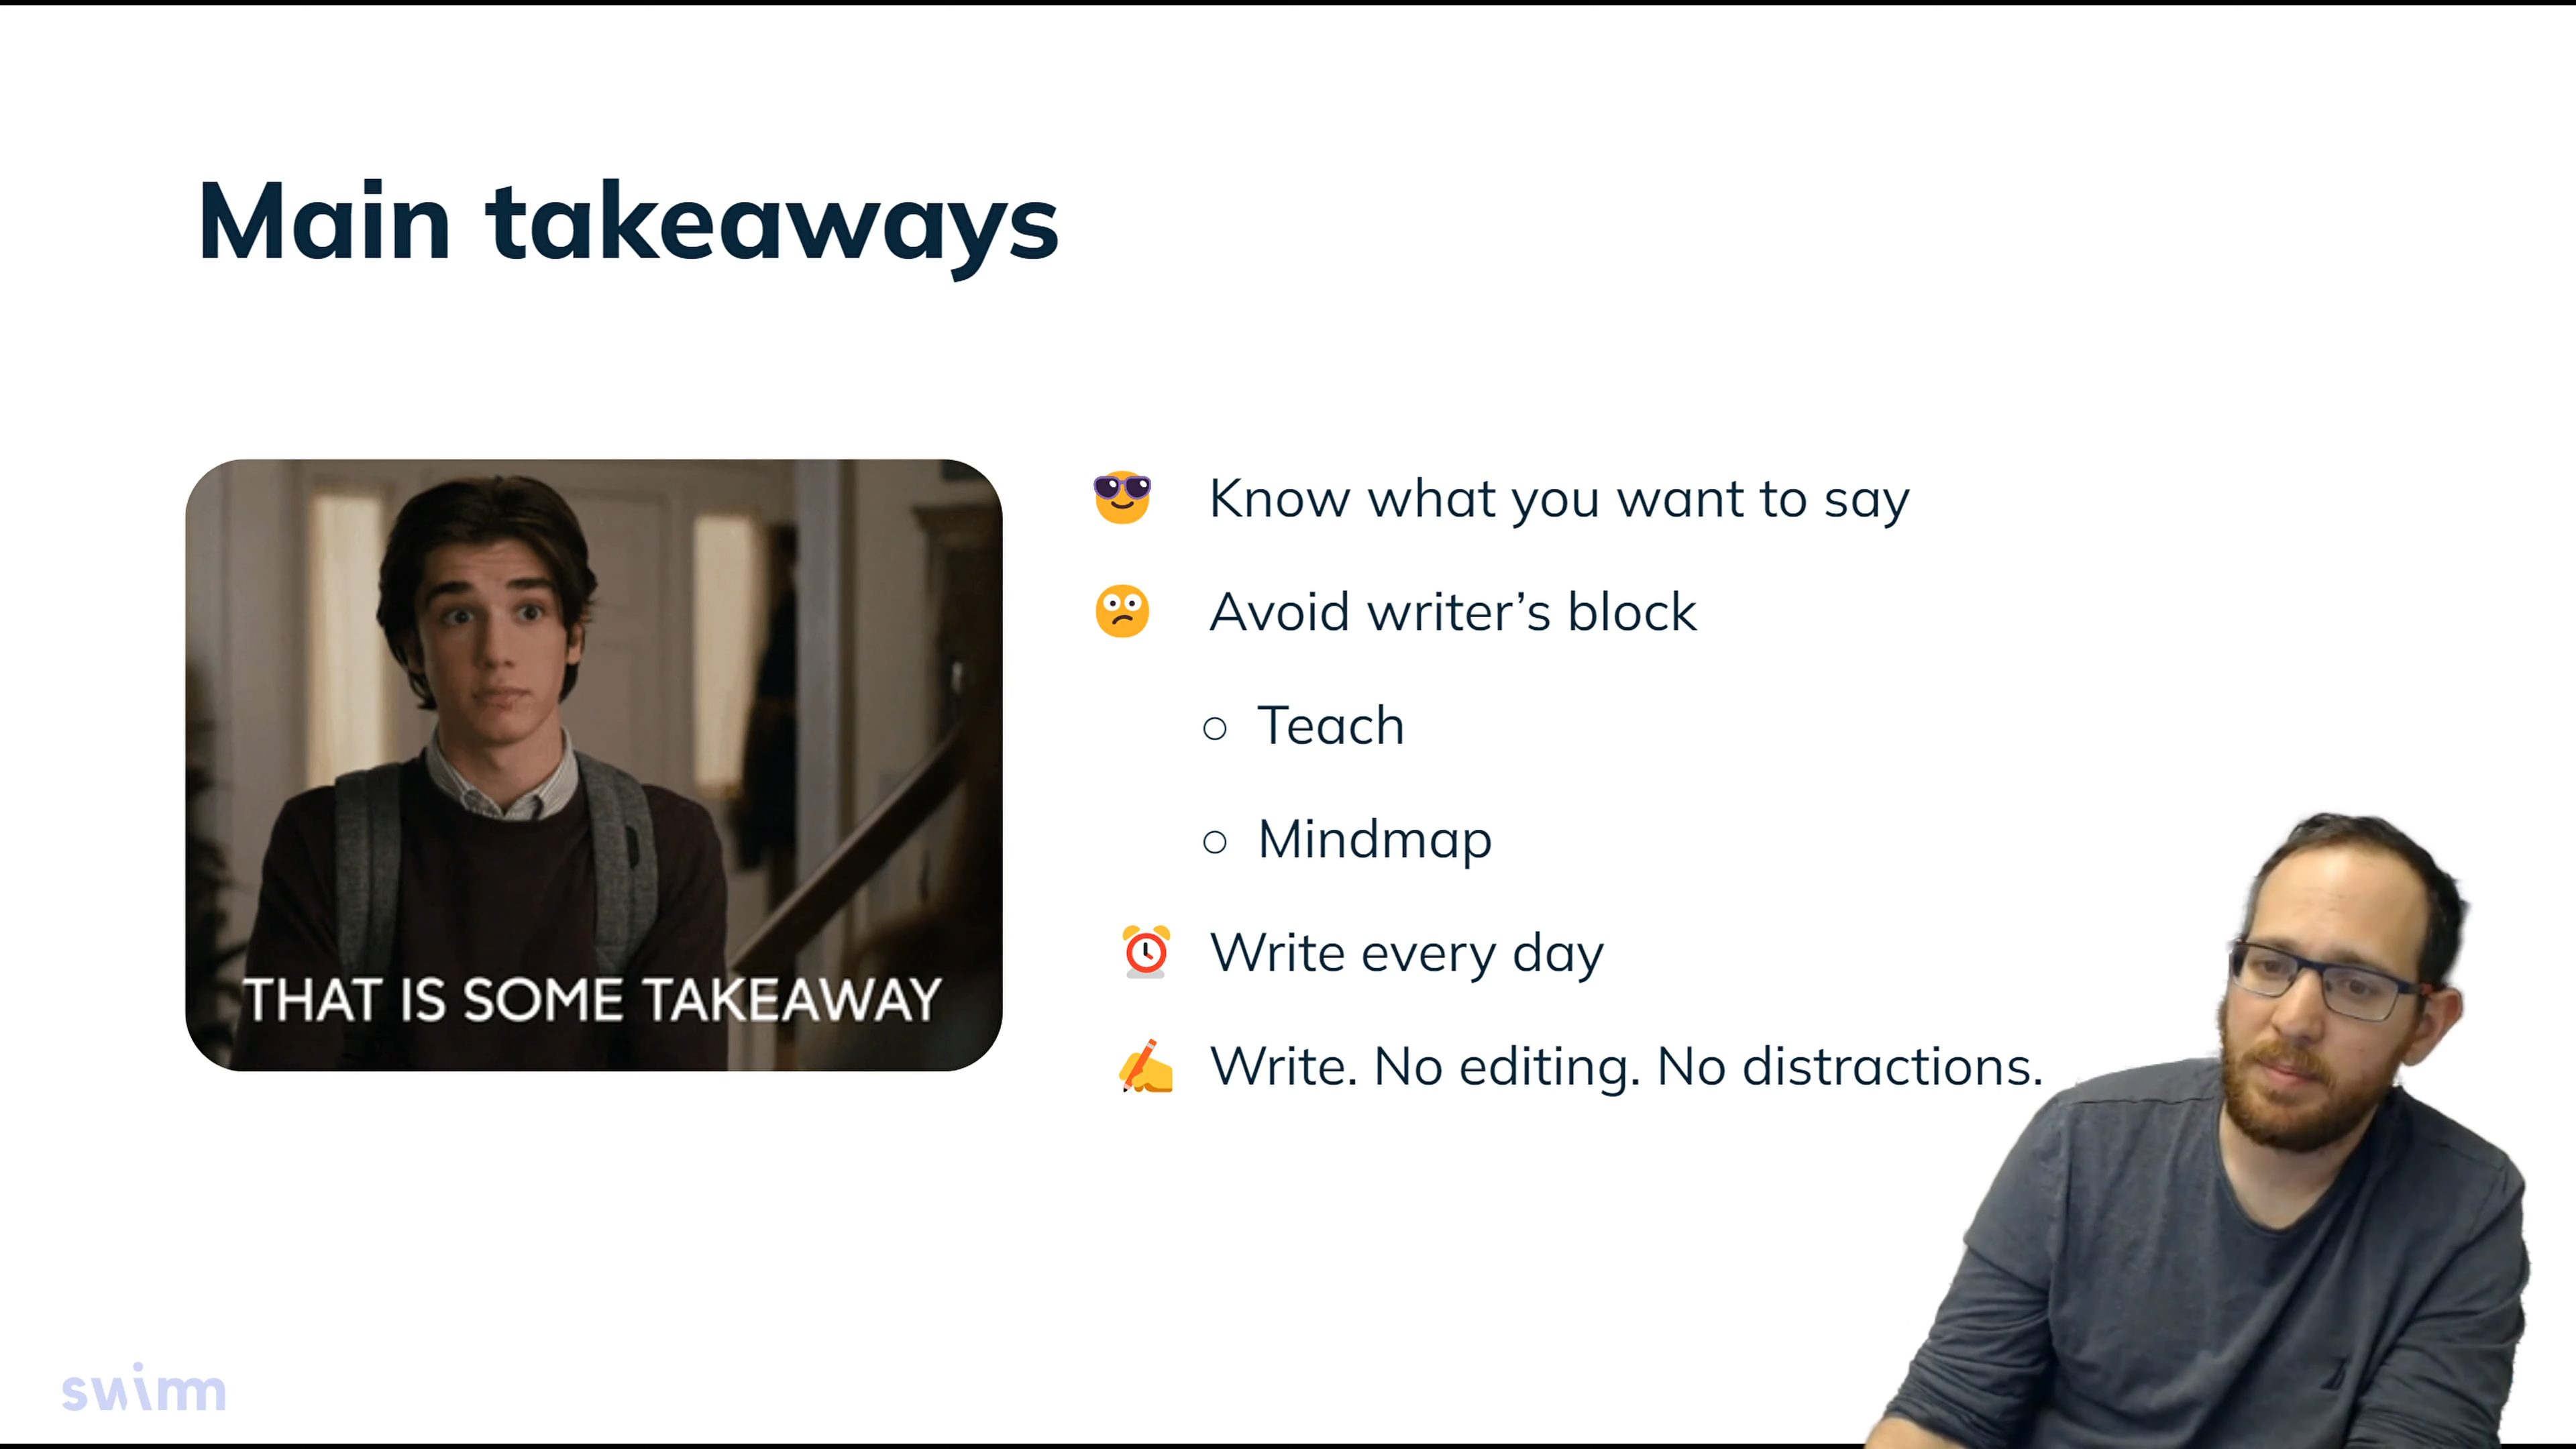 Main takeaways
THAT IS SOME TAKEAWAY
Know what you want to say
Avoid writer’s block
Teach
Mindmap
Write every day
Write. No editing. No distractions.
swimm